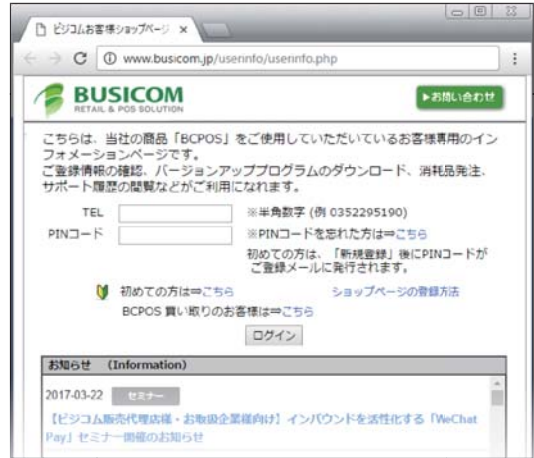 ビジコムお客様ショップページ ×
www.busicom.jp/userinfo/userinfo.php
BUSICOM
RETAIL & POS SOLUTION
▶お問い合わせ
こちらは、当社の商品「BCPOS」をご使用していただいているお客様専用のイン
フォメーションページです。
ご登録情報の確認、バージョンアッププログラムのダウンロード、消耗品発注、
サポート履歴の閲覧などがご利用になれます。
TEL ※半角数字 (例 0352295190)
PINコード ※PINコードを忘れた方は⇒こちら
初めての方は、「新規登録」後にPINコードが
ご登録メールに発行されます。
初めての方は⇒こちら ショップページの登録方法
BCPOS 買い取りのお客様は⇒こちら
ログイン
お知らせ (Information)
2017-03-22 セミナー
【ビジコム販売代理店様・お取扱企業様向け】インバウンドを活性化する「WeChat
Pay」セミナー開催のお知らせ